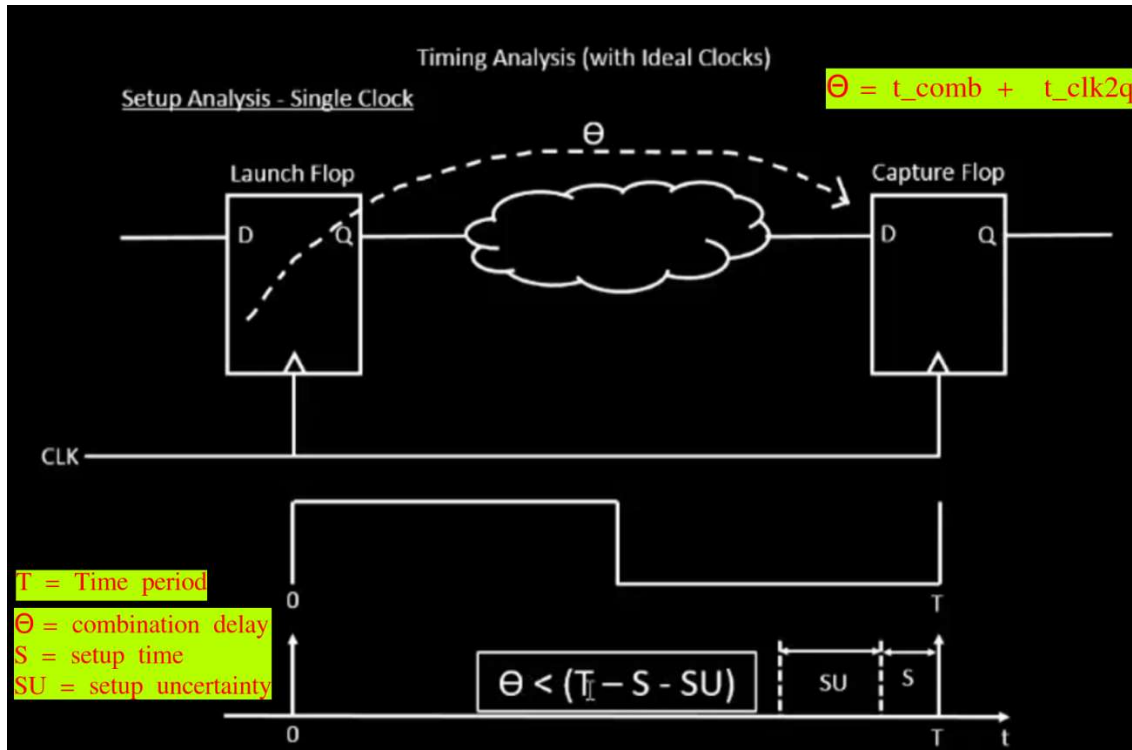 Timing Analysis (with Ideal Clocks)
Θ = t_comb + t_clk2q
Setup Analysis - Single Clock
Θ
Launch Flop
Capture Flop
D Q
D Q
CLK
T = Time period
0 T
Θ = combination delay
S = setup time
SU = setup uncertainty
Θ < (T – S - SU)
SU S
0 T t